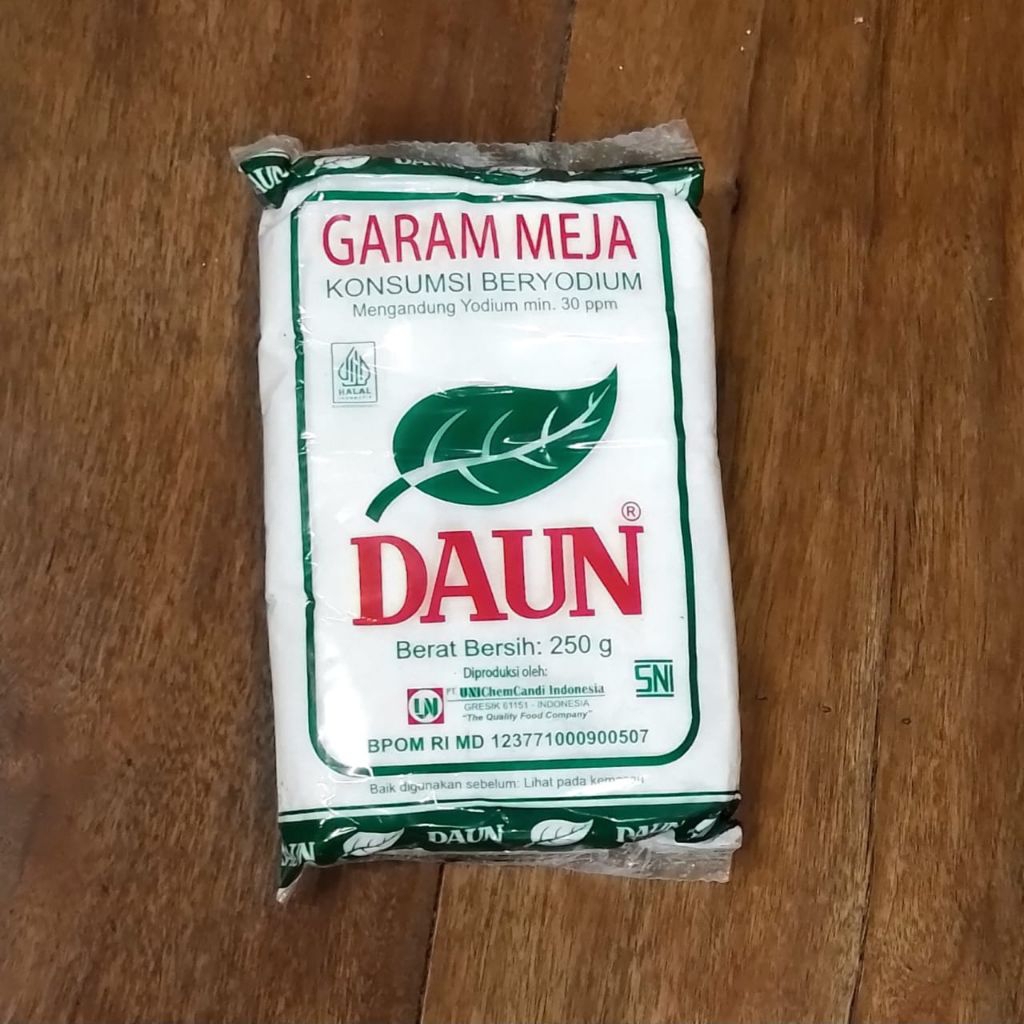 DAUN
GARAM MEJA
KONSUMSI BERYODIUM
Mengandung Yodium min. 30 ppm
HALAL
INDONESIA
®
DAUN
Berat Bersih: 250 g
Diproduksi oleh:
SNI
UN
PT. UNIChemCandi Indonesia
GRESIK 61151 - INDONESIA
"The Quality Food Company"
BPOM RI MD 123771000900507
Baik digunakan sebelum: Lihat pada kemasan
DAUN DAUN